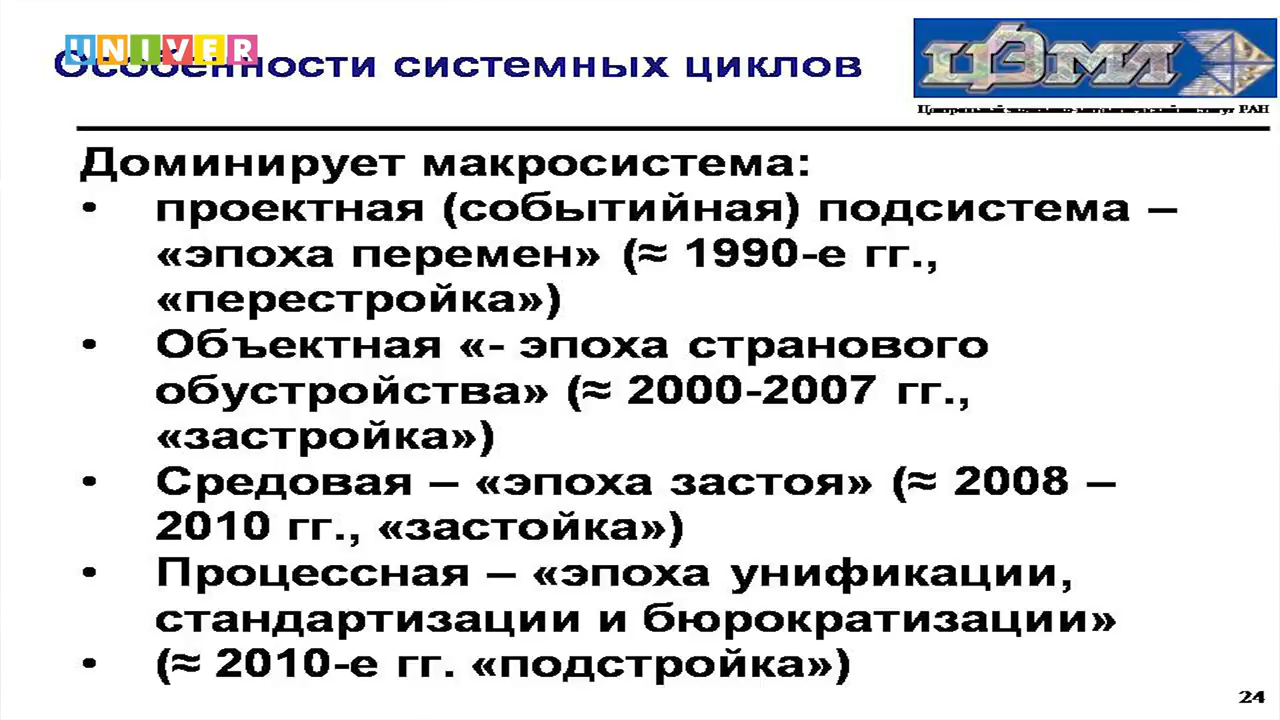 UNIVER
Особенности системных циклов
ЦЭМИ
Центральный экономико-математический институт РАН
Доминирует макросистема:
• проектная (событийная) подсистема –
«эпоха перемен» (≈ 1990-е гг.,
«перестройка»)
• Объектная «- эпоха странового
обустройства» (≈ 2000-2007 гг.,
«застройка»)
• Средовая – «эпоха застоя» (≈ 2008 –
2010 гг., «застойка»)
• Процессная – «эпоха унификации,
стандартизации и бюрократизации»
• (≈ 2010-е гг. «подстройка»)
24